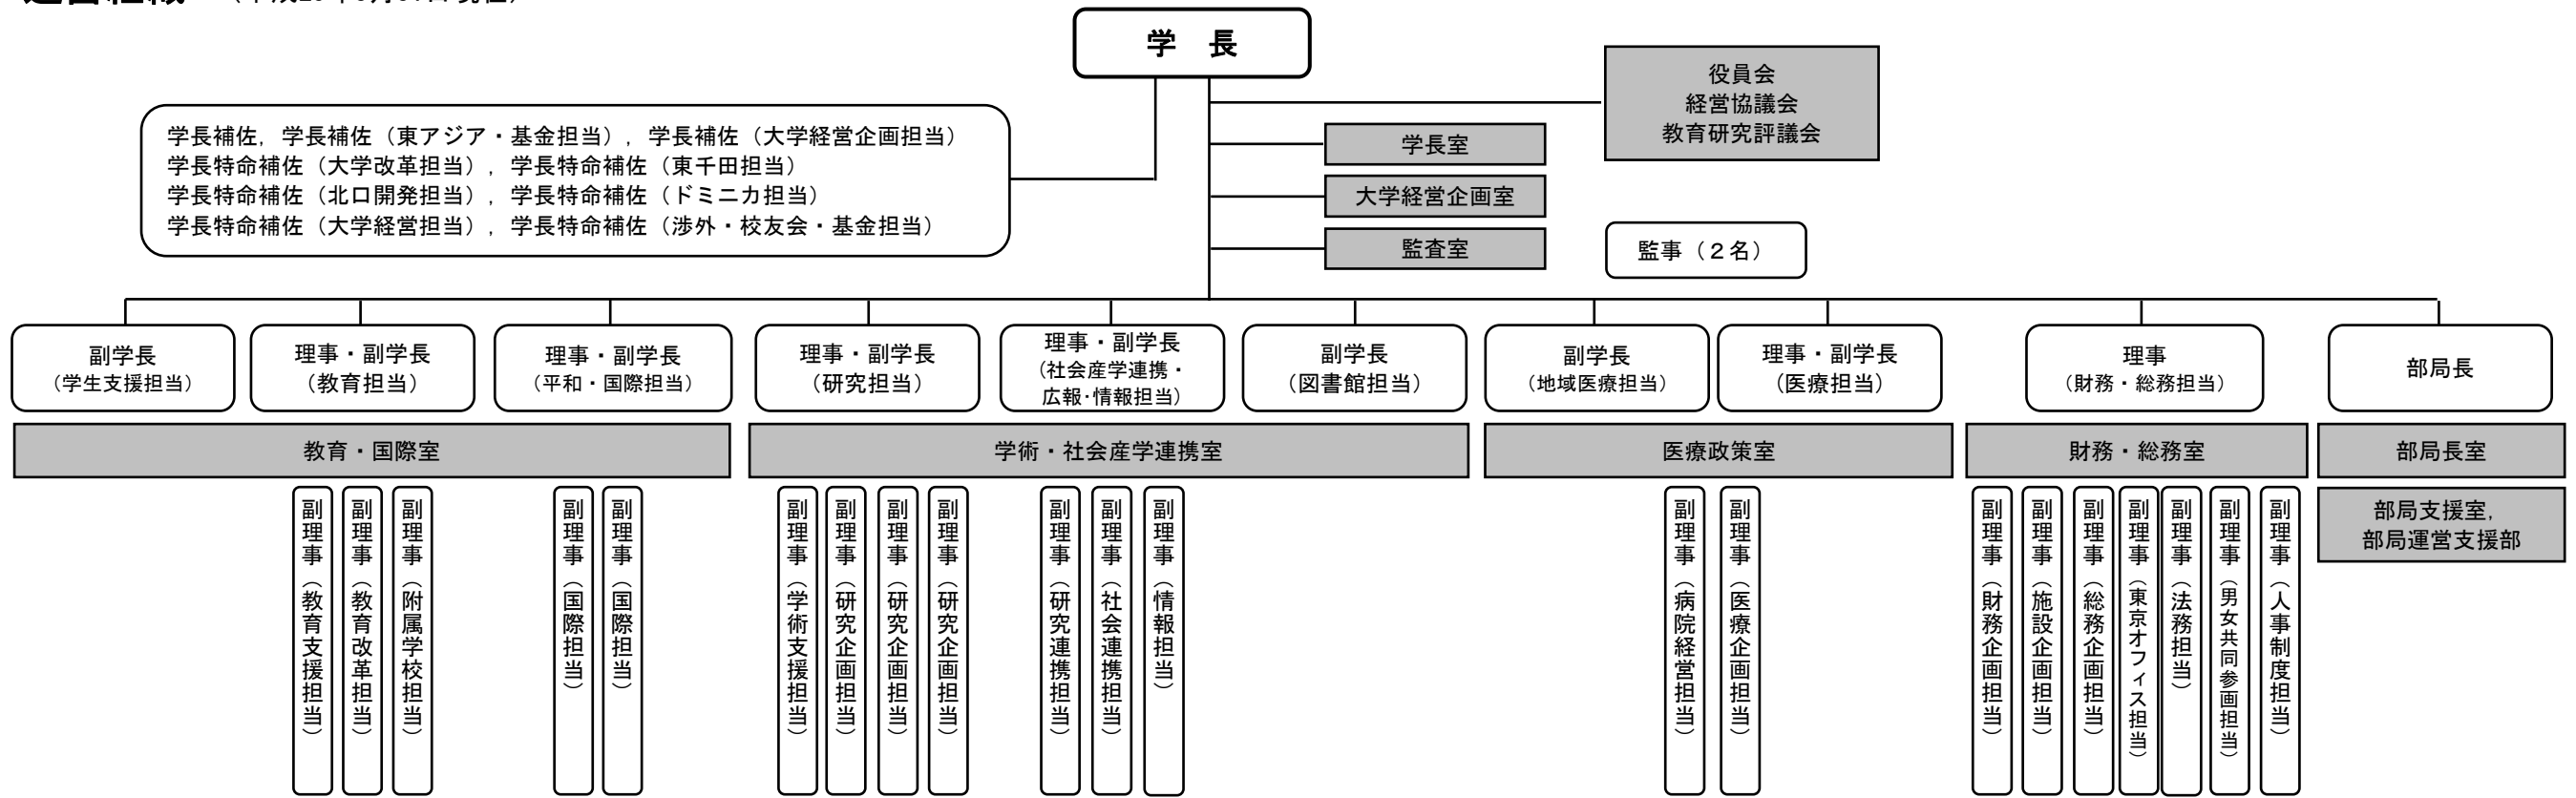 学 長
役員会
経営協議会
教育研究評議会
学長補佐，学長補佐（東アジア・基金担当），学長補佐（大学経営企画担当）
学長特命補佐（大学改革担当），学長特命補佐（東千田担当）
学長特命補佐（北口開発担当），学長特命補佐（ドミニカ担当）
学長特命補佐（大学経営担当），学長特命補佐（渉外・校友会・基金担当）
学長室
大学経営企画室
監査室
監事（２名）
副学長
（学生支援担当）
理事・副学長
（教育担当）
理事・副学長
（平和・国際担当）
理事・副学長
（研究担当）
理事・副学長
（社会産学連携・
広報･情報担当）
副学長
（図書館担当）
副学長
（地域医療担当）
理事・副学長
（医療担当）
理事
（財務・総務担当）
部局長
教育・国際室
学術・社会産学連携室
医療政策室
財務・総務室
部局長室
副理事（教育支援担当）
副理事（教育改革担当）
副理事（附属学校担当）
副理事（国際担当）
副理事（国際担当）
副理事（学術支援担当）
副理事（研究企画担当）
副理事（研究企画担当）
副理事（研究企画担当）
副理事（研究連携担当）
副理事（社会連携担当）
副理事（情報担当）
副理事（病院経営担当）
副理事（医療企画担当）
副理事（財務企画担当）
副理事（施設企画担当）
副理事（総務企画担当）
副理事（東京オフィス担当）
副理事（法務担当）
副理事（男女共同参画担当）
副理事（人事制度担当）
部局支援室，
部局運営支援部